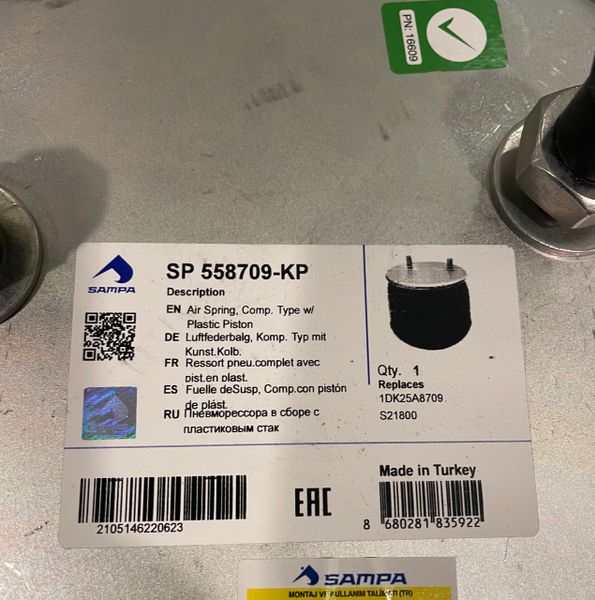 PN: 16609
SAMPA
SP 558709-KP
Description
EN Air Spring, Comp. Type w/
Plastic Piston
DE Luftfederbalg, Komp. Typ mit
Kunst.Kolb.
FR Ressort pneu.complet avec
pist.en plast.
ES Fuelle deSusp, Comp.con pistón
de plást.
RU Пневморессора в сборе с
пластиковым стак
Qty. 1
Replaces
1DK25A8709
S21800
Made in Turkey
2105146220623
EAC
8 680281 835922
SAMPA
MONTAJ VE KULLANIM TALİMATI (TR)